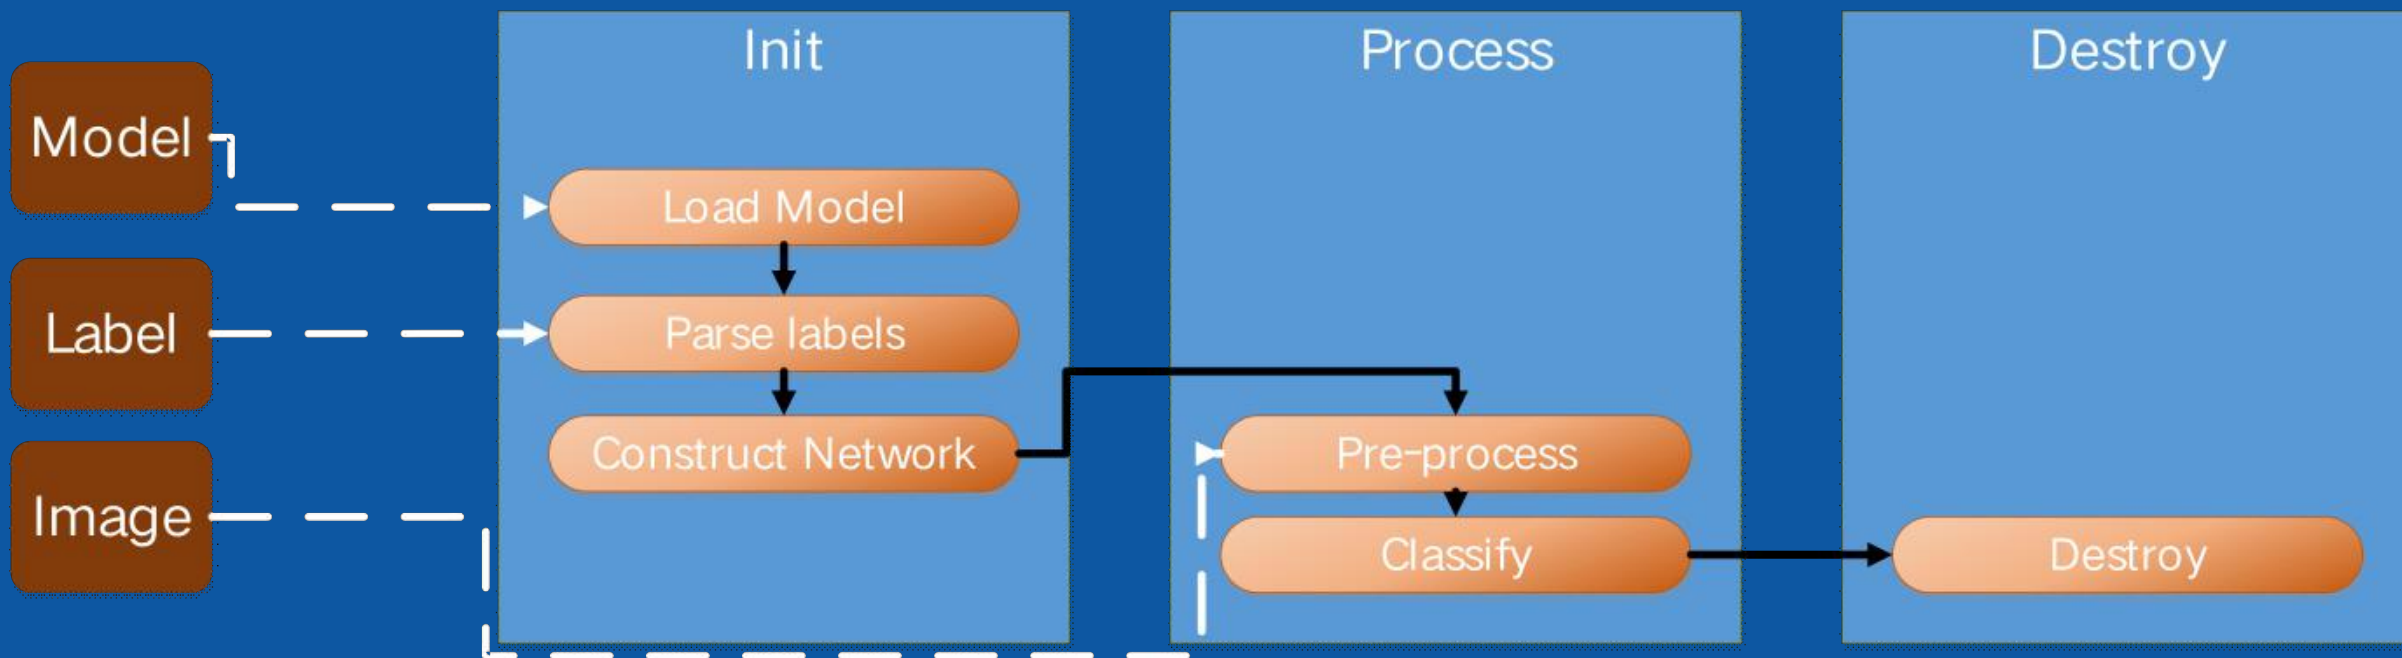 Model
Label
Image
Init
Load Model
Parse labels
Construct Network
Process
Pre-process
Classify
Destroy
Destroy